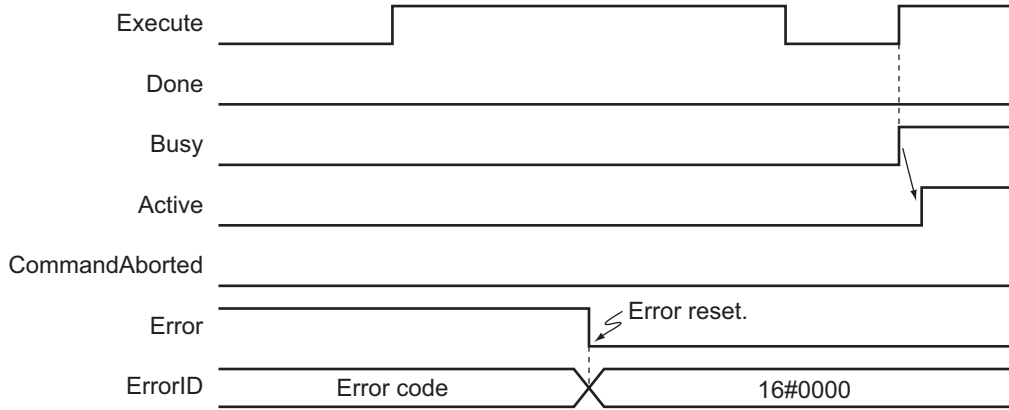 Execute
Done
Busy
Active
CommandAborted
Error
Error reset.
ErrorID
Error code
16#0000